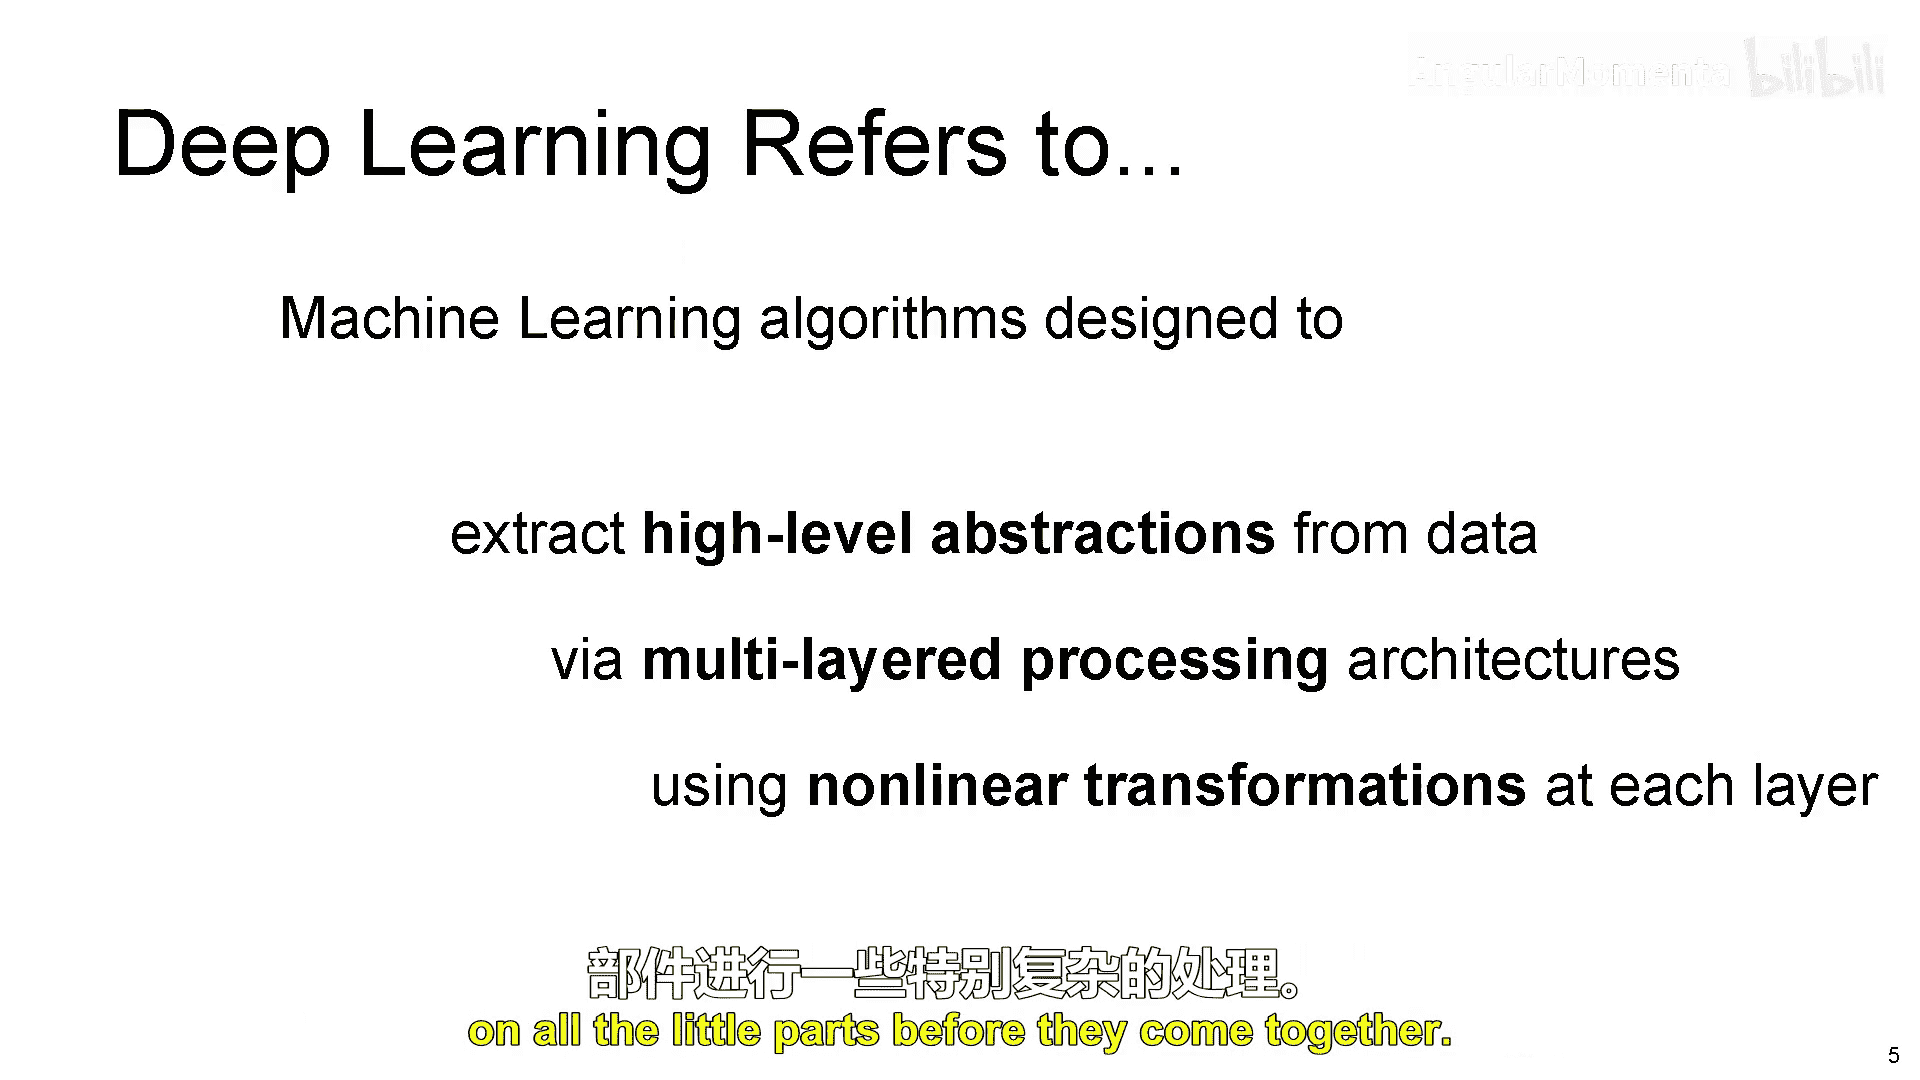 AngularMomenta bilibili
Deep Learning Refers to...
Machine Learning algorithms designed to
extract high-level abstractions from data
via multi-layered processing architectures
using nonlinear transformations at each layer
部件进行一些特别复杂的处理。
on all the little parts before they come together.
5